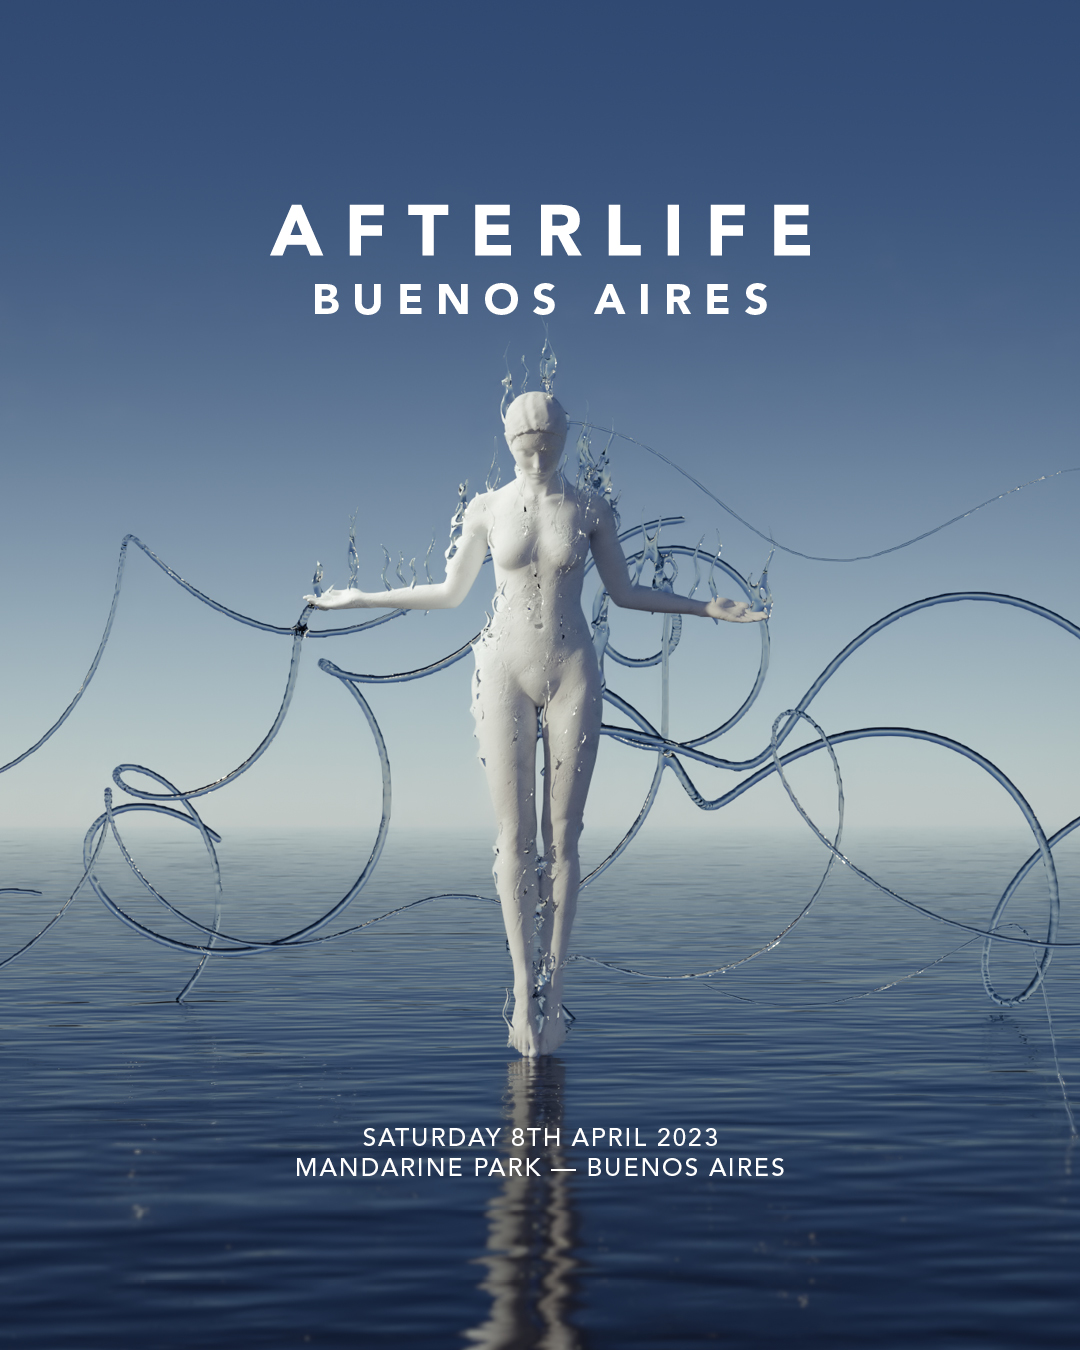 AFTERLIFE
BUENOS AIRES
SATURDAY 8TH APRIL 2023
MANDARINE PARK — BUENOS AIRES